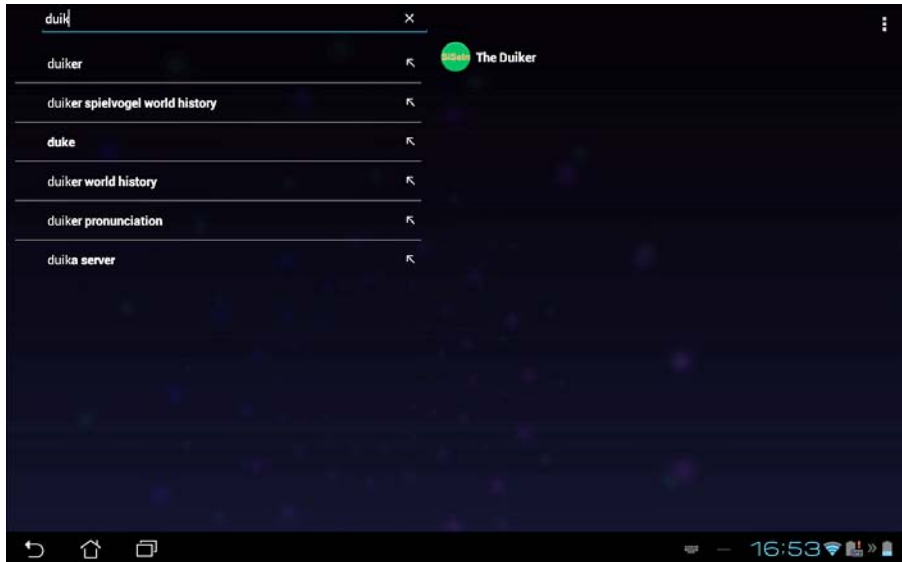 duik
duiker
duiker spielvogel world history
duke
duiker world history
duiker pronunciation
duika server
The Duiker
16:53